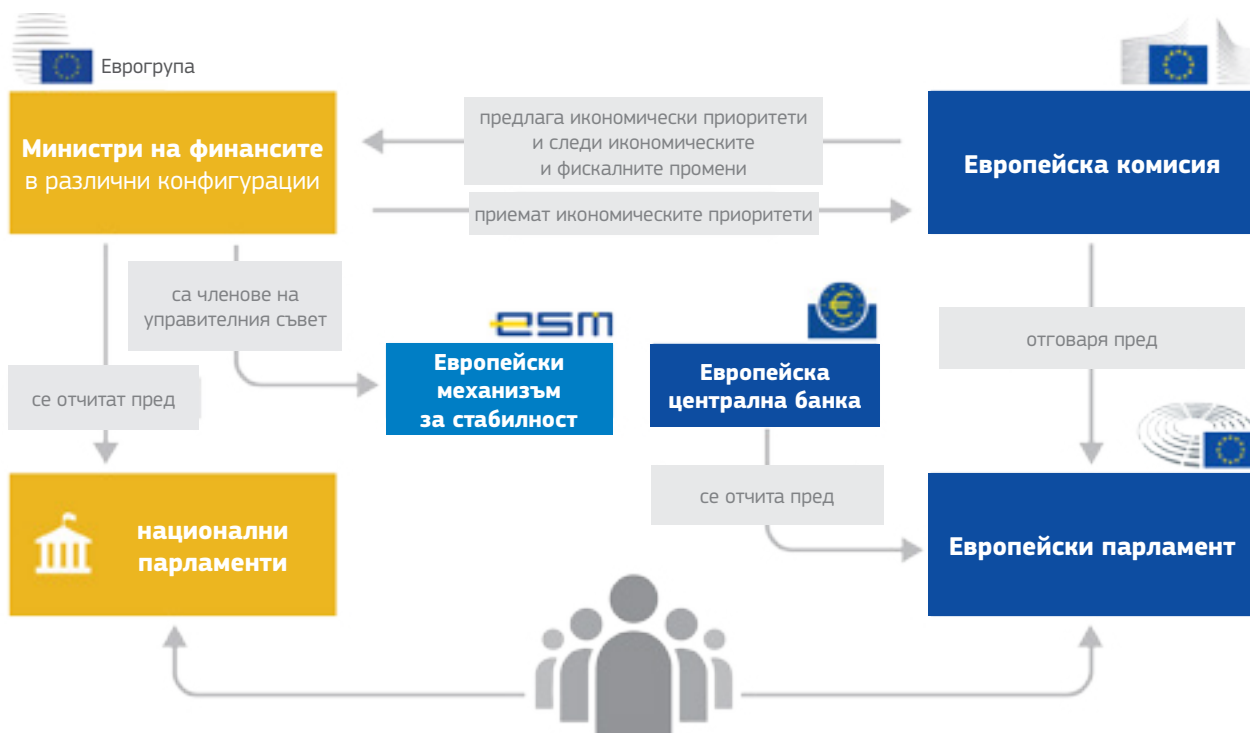 Еврогрупа
Министри на финансите
в различни конфигурации
предлага икономически приоритети
и следи икономическите
и фискалните промени
приемат икономическите приоритети
Европейска комисия
са членове на
управителния съвет
esm
Европейски
механизъм
за стабилност
Европейска
централна банка
отговаря пред
се отчитат пред
се отчита пред
национални
парламенти
Европейски парламент